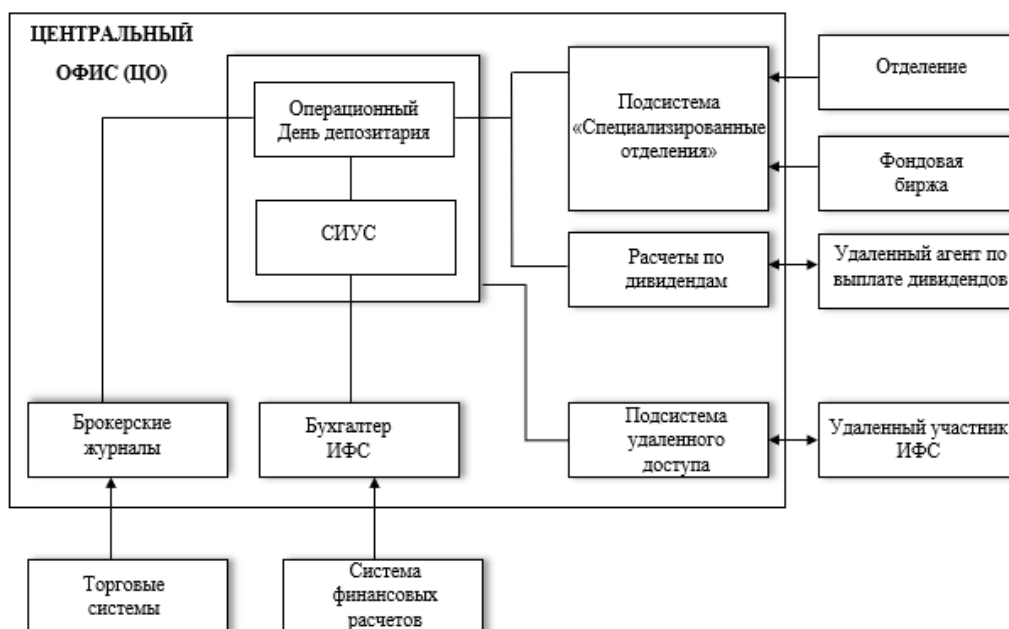 ЦЕНТРАЛЬНЫЙ
ОФИС (ЦО)
Операционный
День депозитария
СИУС
Подсистема
«Специализированные
отделения»
Отделение
Фондовая
биржа
Расчеты по
дивидендам
Удаленный агент по
выплате дивидендов
Брокерские
журналы
Бухгалтер
ИФС
Подсистема
удаленного
доступа
Удаленный участник
ИФС
Торговые
системы
Система
финансовых
расчетов